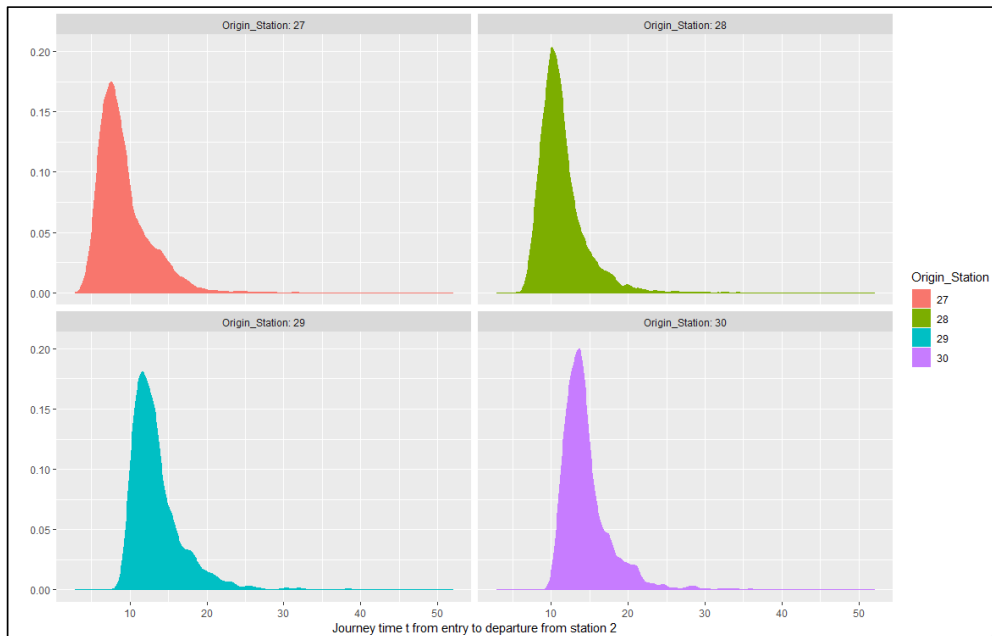 Origin_Station: 27
Origin_Station: 28
0.20
0.15
0.10
0.05
0.00
Origin_Station
27
28
29
30
Origin_Station: 29
Origin_Station: 30
0.20
0.15
0.10
0.05
0.00
10 20 30 40 50 10 20 30 40 50
Journey time t from entry to departure from station 2